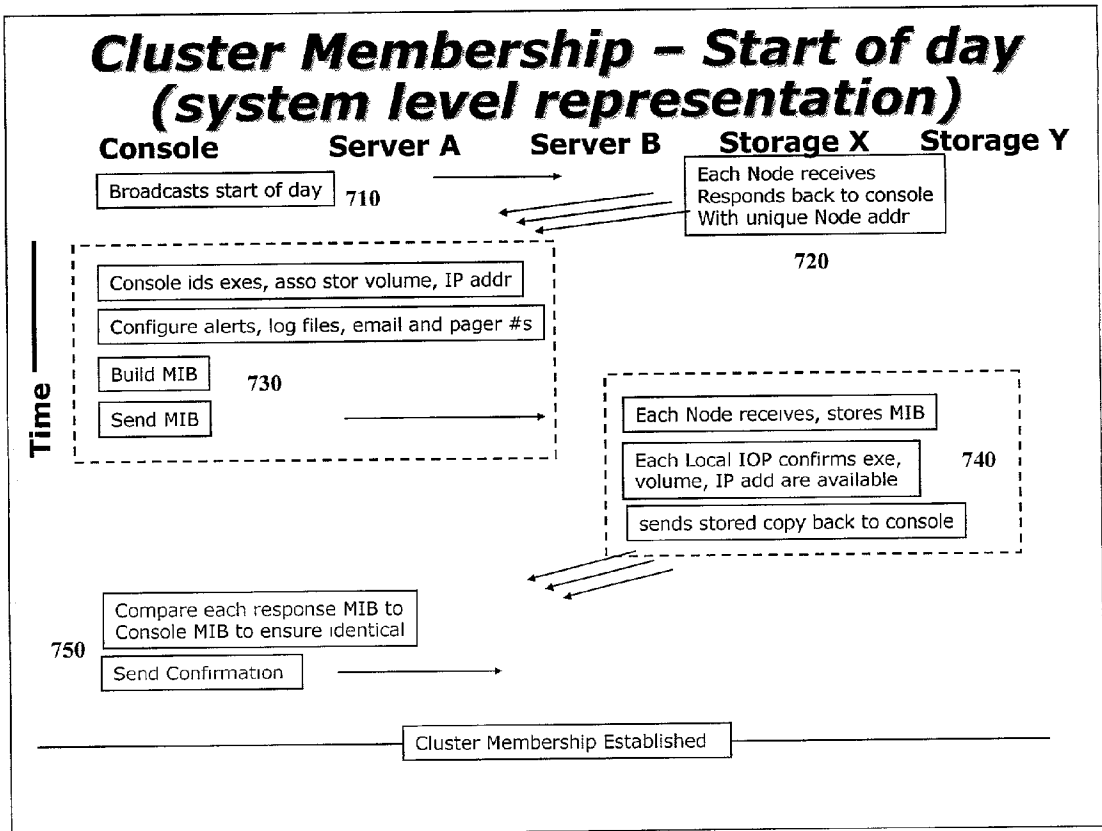 Cluster Membership – Start of day
(system level representation)
Console Server A Server B Storage X Storage Y
Broadcasts start of day
710
Each Node receives
Responds back to console
With unique Node addr
720
Time
Console ids exes, asso stor volume, IP addr
Configure alerts, log files, email and pager #s
Build MIB
730
Send MIB
Each Node receives, stores MIB
Each Local IOP confirms exe,
volume, IP add are available
740
sends stored copy back to console
Compare each response MIB to
Console MIB to ensure identical
750
Send Confirmation
Cluster Membership Established